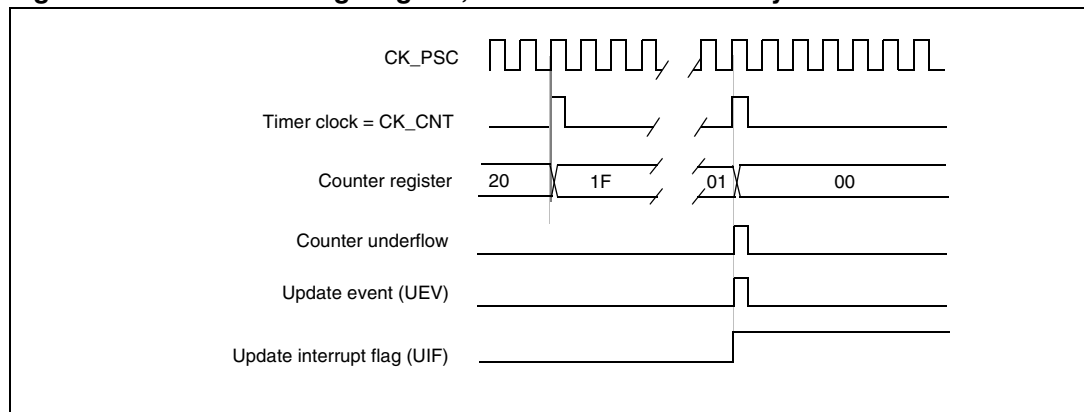 CK_PSC
Timer clock = CK_CNT
Counter register 20 1F 01 00
Counter underflow
Update event (UEV)
Update interrupt flag (UIF)